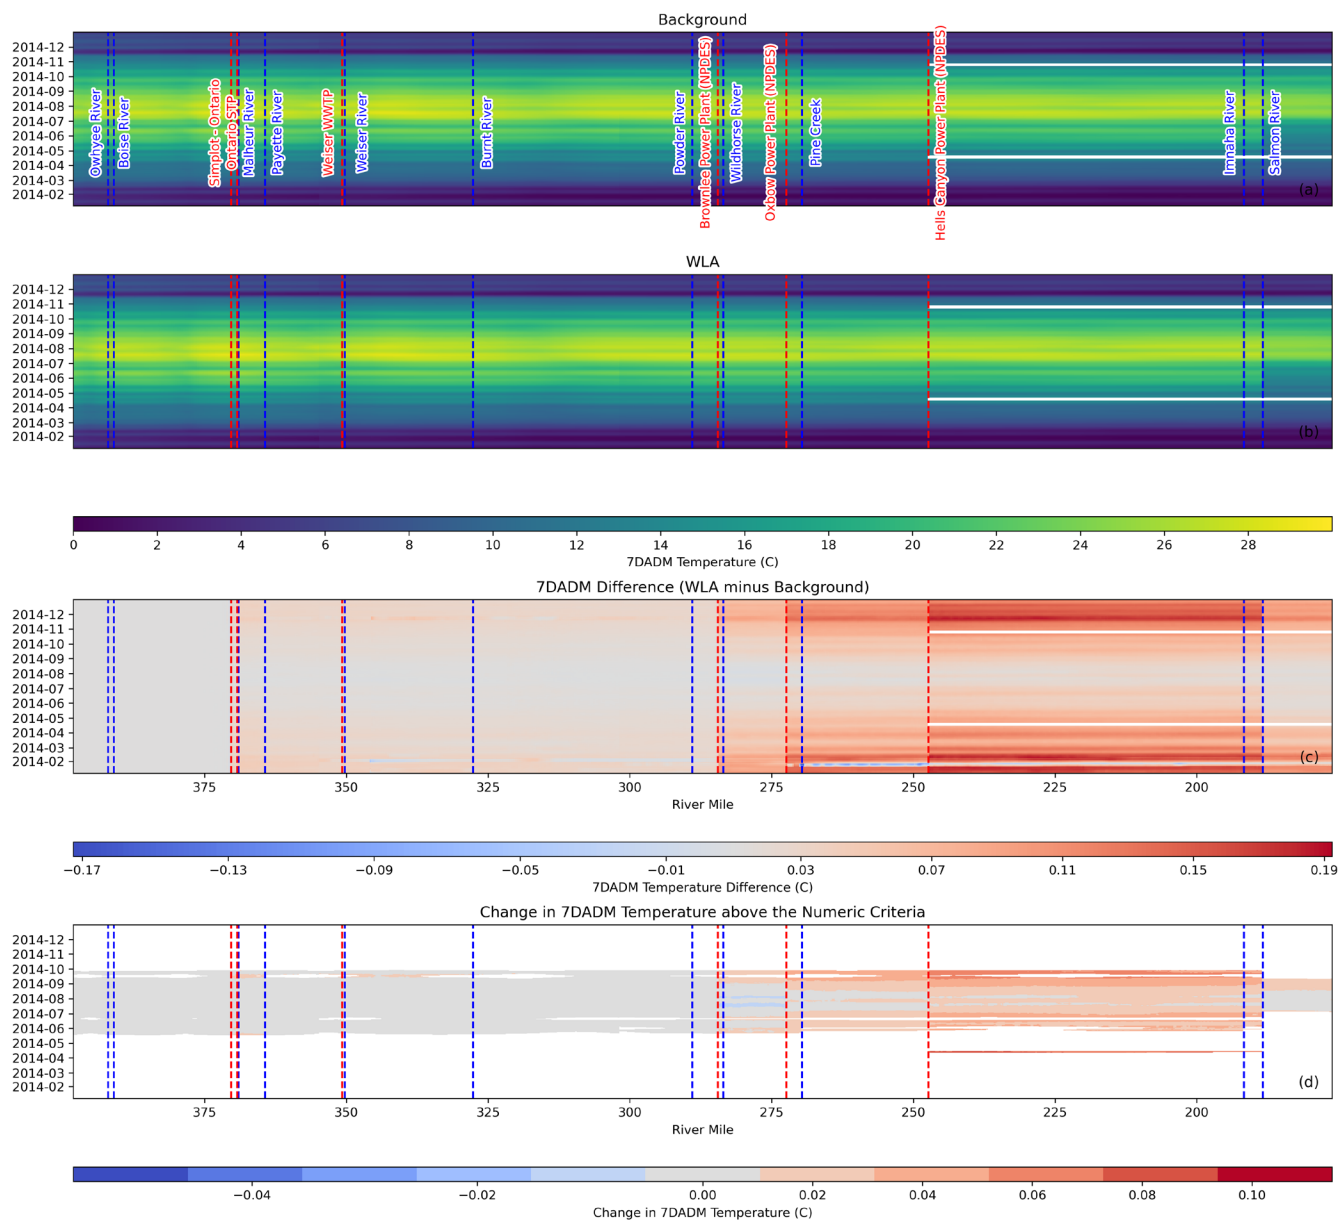 Background
2014-12
2014-11
2014-10
2014-09
2014-08
2014-07
2014-06
2014-05
2014-04
2014-03
2014-02
Owhyee River
Boise River
Simplot - Ontario
Ontario STP
Malheur River
Payette River
Weiser WWTP
Weiser River
Burnt River
Powder River
Brownlee Power Plant (NPDES)
Wildhorse River
Oxbow Power Plant (NPDES)
Pine Creek
Hells Canyon Power Plant (NPDES)
Imnaha River
Salmon River
(a)
WLA
2014-12
2014-11
2014-10
2014-09
2014-08
2014-07
2014-06
2014-05
2014-04
2014-03
2014-02
(b)
0 2 4 6 8 10 12 14 16 18 20 22 24 26 28
7DADM Temperature (C)
7DADM Difference (WLA minus Background)
2014-12
2014-11
2014-10
2014-09
2014-08
2014-07
2014-06
2014-05
2014-04
2014-03
2014-02
(c)
375 350 325 300 275 250 225 200
River Mile
−0.17 −0.13 −0.09 −0.05 −0.01 0.03 0.07 0.11 0.15 0.19
7DADM Temperature Difference (C)
Change in 7DADM Temperature above the Numeric Criteria
2014-12
2014-11
2014-10
2014-09
2014-08
2014-07
2014-06
2014-05
2014-04
2014-03
2014-02
(d)
375 350 325 300 275 250 225 200
River Mile
−0.04 −0.02 0.00 0.02 0.04 0.06 0.08 0.10
Change in 7DADM Temperature (C)